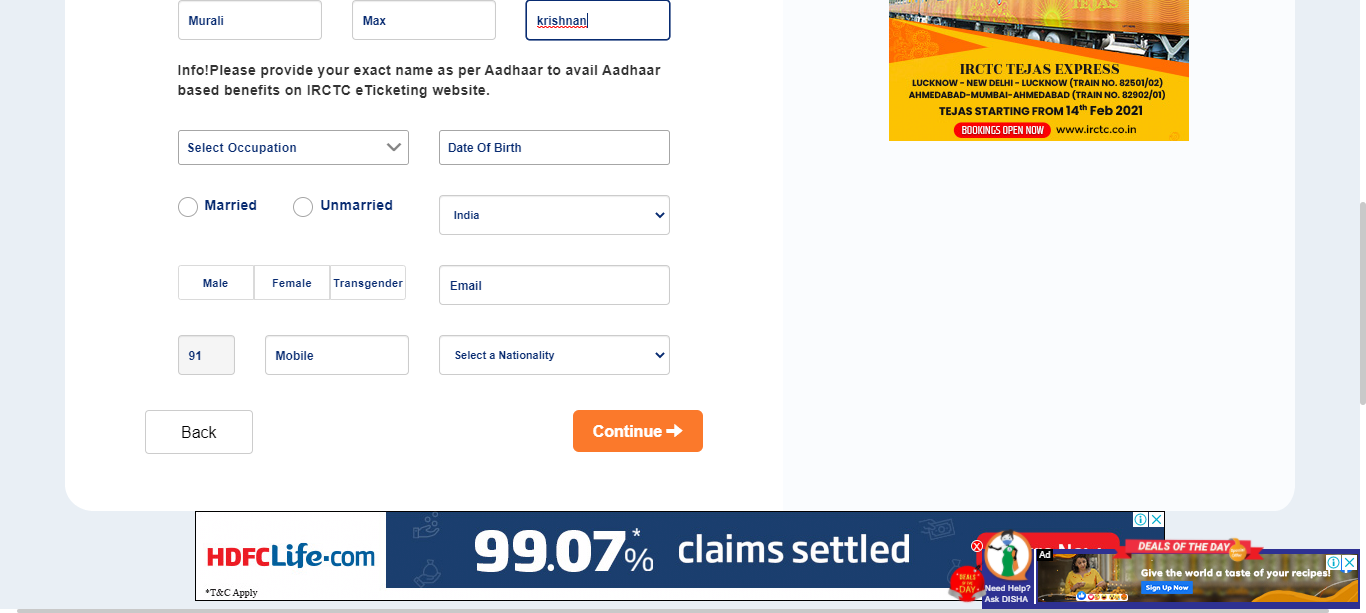 Murali
Max
krishnan
Info!Please provide your exact name as per Aadhaar to avail Aadhaar
based benefits on IRCTC eTicketing website.
Select Occupation
Date Of Birth
Married
Unmarried
India
Male
Female
Transgender
Email
91
Mobile
Select a Nationality
Back
Continue
TEJAS
IRCTC TEJAS EXPRESS
LUCKNOW - NEW DELHI - LUCKNOW (TRAIN NO. 82501/02)
AHMEDABAD-MUMBAI-AHMEDABAD (TRAIN NO. 82902/01)
TEJAS STARTING FROM 14th Feb 2021
BOOKINGS OPEN NOW www.irctc.co.in
HDFCLife.com
*T&C Apply
99.07*% claims settled
DEALS OF THE DAY
DEALS OF THE DAY
Need Help?
Ask DISHA
Ad
Give the world a taste of your recipes!
Sign Up Now